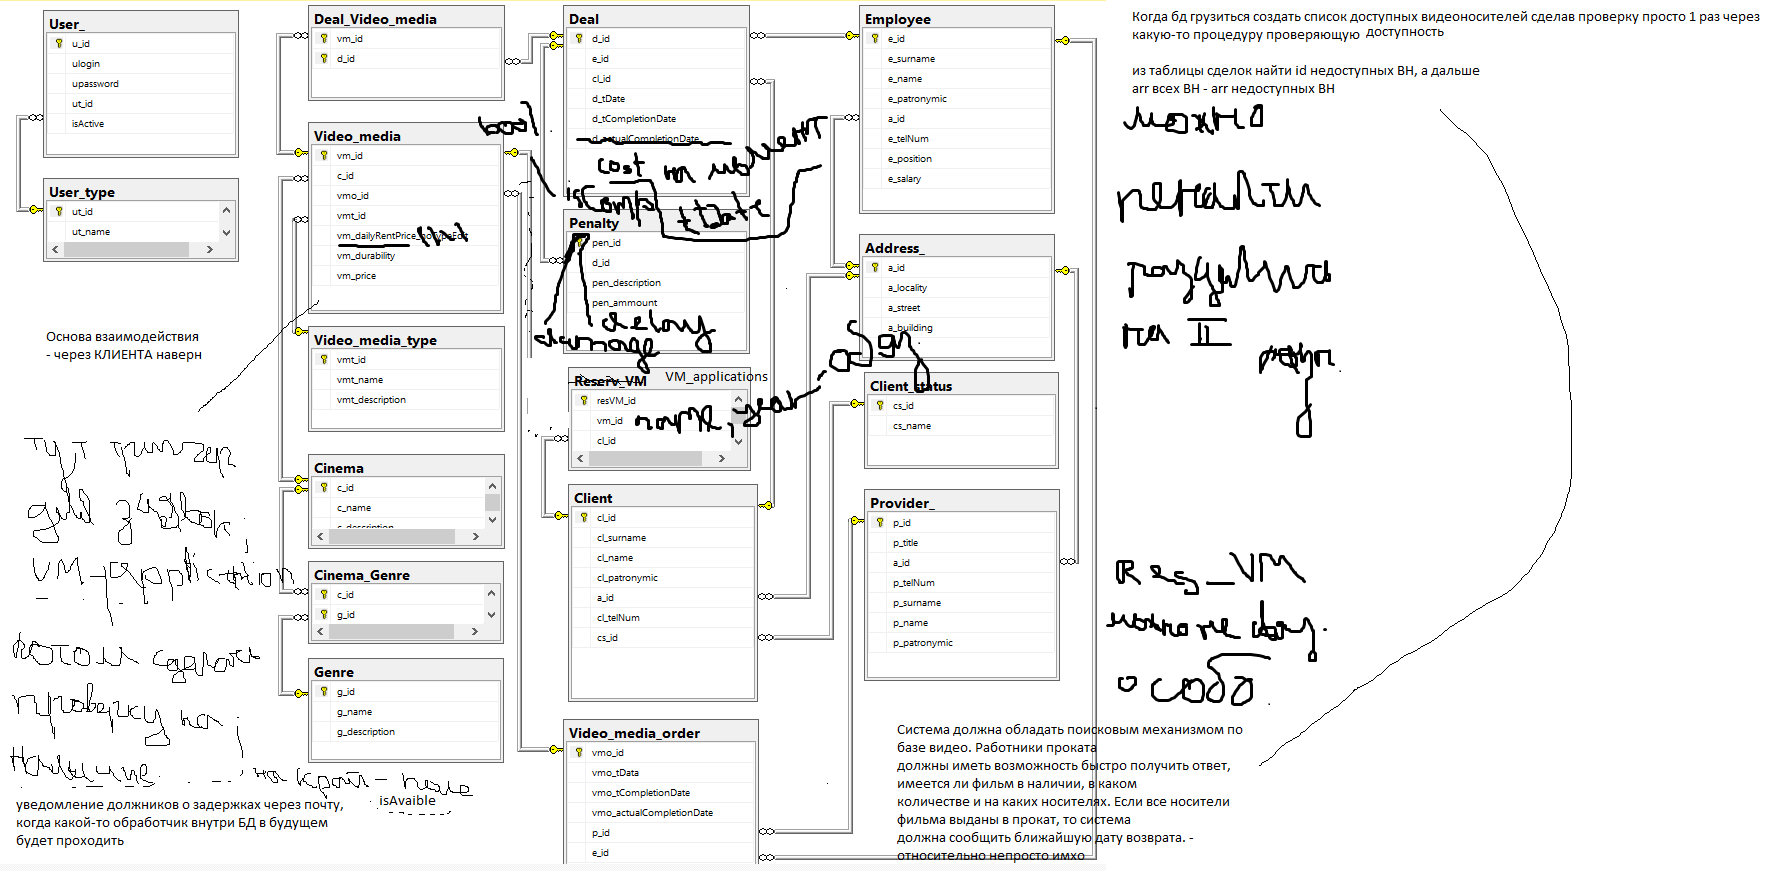 User_
u_id
ulogin
upassword
ut_id
isActive
User_type
ut_id
ut_name
Основа взаимодействия
- через КЛИЕНТА наверн
тут триггер
для заявок
VM-application
потом сделать
проверку на
наличие на край - поле
isAvaible
уведомление должников о задержках через почту,
когда какой-то обработчик внутри БД в будущем
будет проходить
Deal_Video_media
vm_id
d_id
Video_media
vm_id
c_id
vmo_id
vmt_id
vm_durability
vm_price
Video_media_type
vmt_id
vmt_name
vmt_description
Cinema
c_id
c_name
c_description
Cinema_Genre
c_id
g_id
Genre
g_id
g_name
g_description
Deal
d_id
e_id
cl_id
d_tDate
d_tCompletionDate
d_actualCompletionDate
bool
cost на момент
isComp
tDate
Penalty
pen_id
d_id
pen_description
pen_ammount
delay
damage
Reserv_VM
VM_applications
resVM_id
vm_id
name, year
cl_id
Client
cl_id
cl_surname
cl_name
cl_patronymic
a_id
cl_telNum
cs_id
Video_media_order
vmo_id
vmo_tData
vmo_tCompletionDate
vmo_actualCompletionDate
p_id
e_id
Employee
e_id
e_surname
e_name
e_patronymic
a_id
e_telNum
e_position
e_salary
Address_
a_id
a_locality
a_street
a_building
Client_status
cs_id
cs_name
Provider_
p_id
p_title
a_id
p_telNum
p_surname
p_name
p_patronymic
Когда бд грузиться создать список доступных видеоносителей сделав проверку просто 1 раз через
какую-то процедуру проверяющую доступность
из таблицы сделок найти id недоступных ВН, а дальше
arr всех ВН - arr недоступных ВН
можно
пенальти
на II
Res_VM
можно не
особо
Система должна обладать поисковым механизмом по
базе видео. Работники проката
должны иметь возможность быстро получить ответ,
имеется ли фильм в наличии, в каком
количестве и на каких носителях. Если все носители
фильма выданы в прокат, то система
должна сообщить ближайшую дату возврата. -
относительно непросто имхо